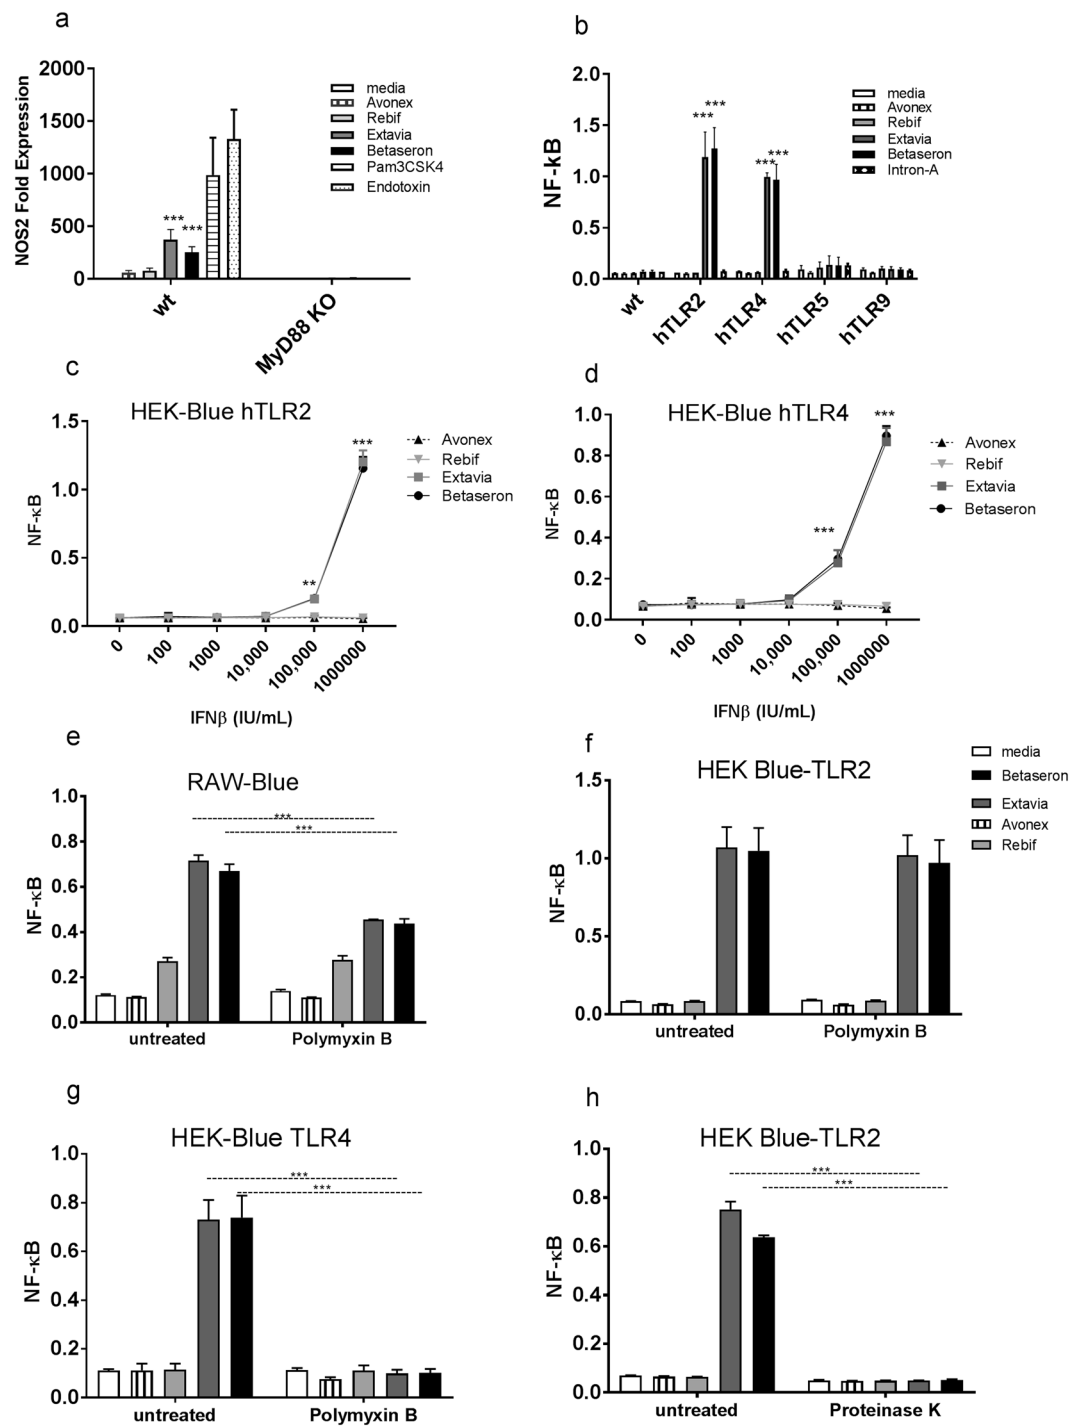 a
NOS2 Fold Expression
2000
1500
1000
500
0
***
***
wt
MyD88 KO
media
Avonex
Rebif
Extavia
Betaseron
Pam3CSK4
Endotoxin
b
NF-kB
2.0
1.5
1.0
0.5
0.0
***
***
***
***
wt
hTLR2
hTLR4
hTLR5
hTLR9
media
Avonex
Rebif
Extavia
Betaseron
Intron-A
c
HEK-Blue hTLR2
NF-κB
1.5
1.0
0.5
0.0
**
***
0
100
1000
10,000
100,000
1000000
IFNβ (IU/mL)
Avonex
Rebif
Extavia
Betaseron
d
HEK-Blue hTLR4
NF-κB
1.0
0.8
0.6
0.4
0.2
0.0
***
***
0
100
1000
10,000
100,000
1000000
IFNβ (IU/mL)
Avonex
Rebif
Extavia
Betaseron
e
RAW-Blue
NF-κB
1.0
0.8
0.6
0.4
0.2
0.0
***
***
untreated
Polymyxin B
f
HEK Blue-TLR2
NF-κB
1.5
1.0
0.5
0.0
untreated
Polymyxin B
media
Betaseron
Extavia
Avonex
Rebif
g
HEK-Blue TLR4
NF-κB
1.0
0.8
0.6
0.4
0.2
0.0
***
***
untreated
Polymyxin B
h
HEK Blue-TLR2
NF-κB
1.0
0.8
0.6
0.4
0.2
0.0
***
***
untreated
Proteinase K